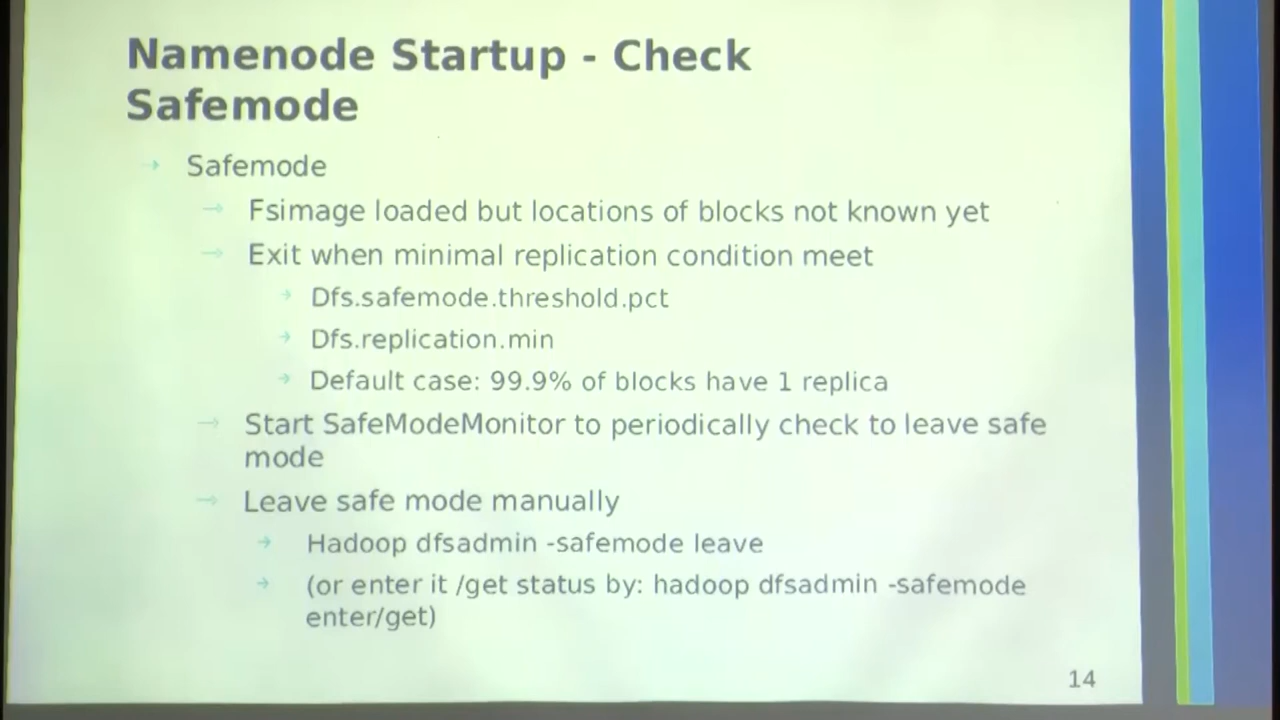 Namenode Startup - Check
Safemode
Safemode
Fsimage loaded but locations of blocks not known yet
Exit when minimal replication condition meet
Dfs.safemode.threshold.pct
Dfs.replication.min
Default case: 99.9% of blocks have 1 replica
Start SafeModeMonitor to periodically check to leave safe
mode
Leave safe mode manually
Hadoop dfsadmin -safemode leave
(or enter it /get status by: hadoop dfsadmin -safemode
enter/get)
14